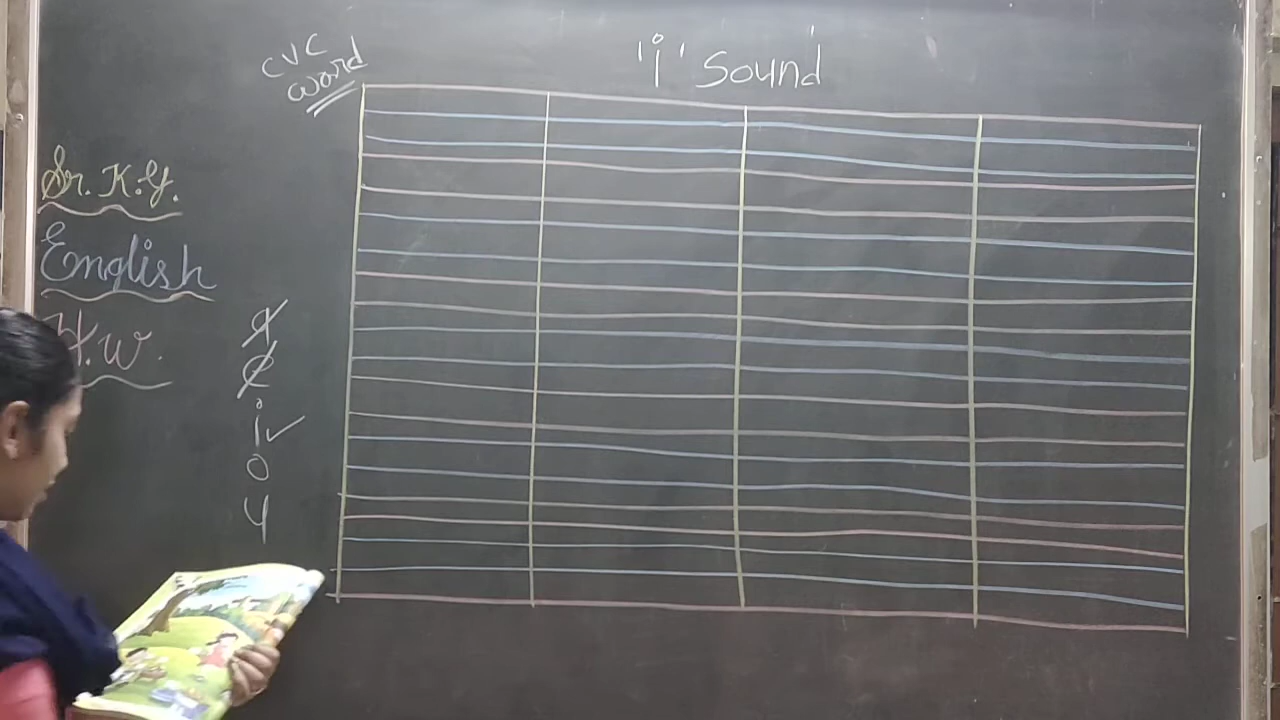 'i' Sound
CVC
word
Sr. K.G.
English
H.W.
a
e
i✓
o
u